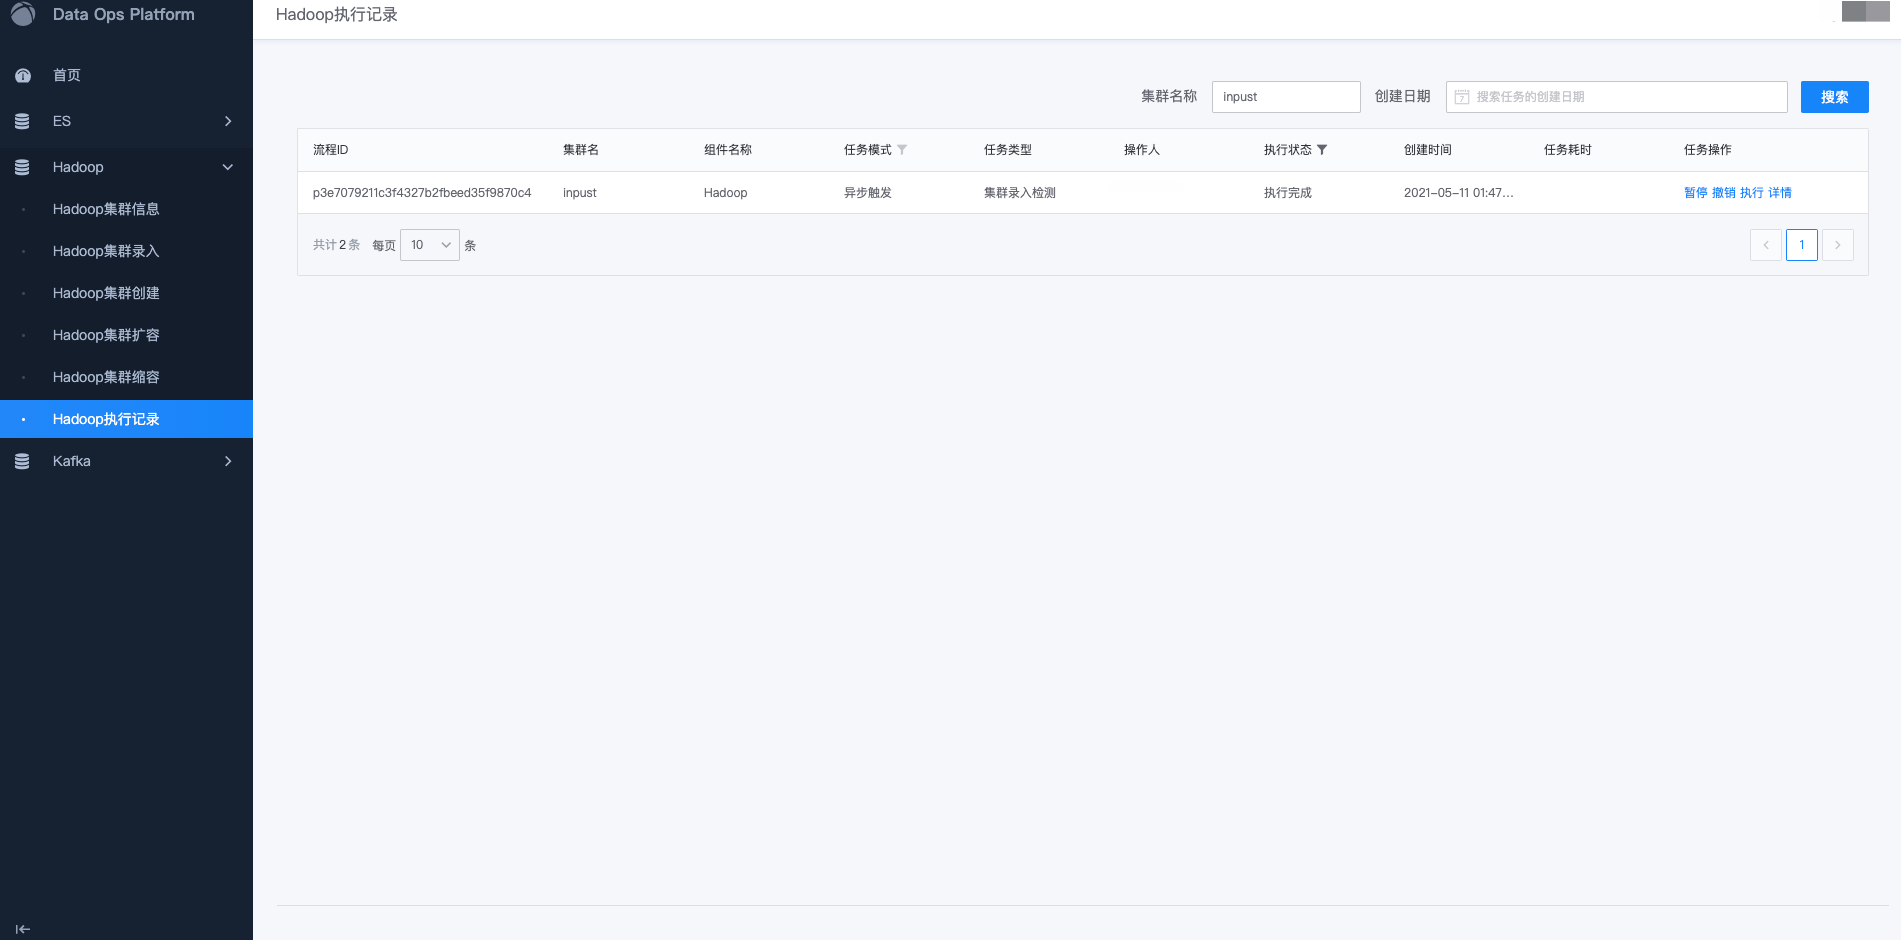 Data Ops Platform
Hadoop执行记录
首页
ES
Hadoop
Hadoop集群信息
Hadoop集群录入
Hadoop集群创建
Hadoop集群扩容
Hadoop集群缩容
Hadoop执行记录
Kafka
集群名称 inpust 创建日期 7 搜索任务的创建日期 搜索
流程ID 集群名 组件名称 任务模式 任务类型 操作人 执行状态 创建时间 任务耗时 任务操作
p3e7079211c3f4327b2fbeed35f9870c4 inpust Hadoop 异步触发 集群录入检测 执行完成 2021-05-11 01:47... 暂停 撤销 执行 详情
共计 2 条 每页 10 条 1